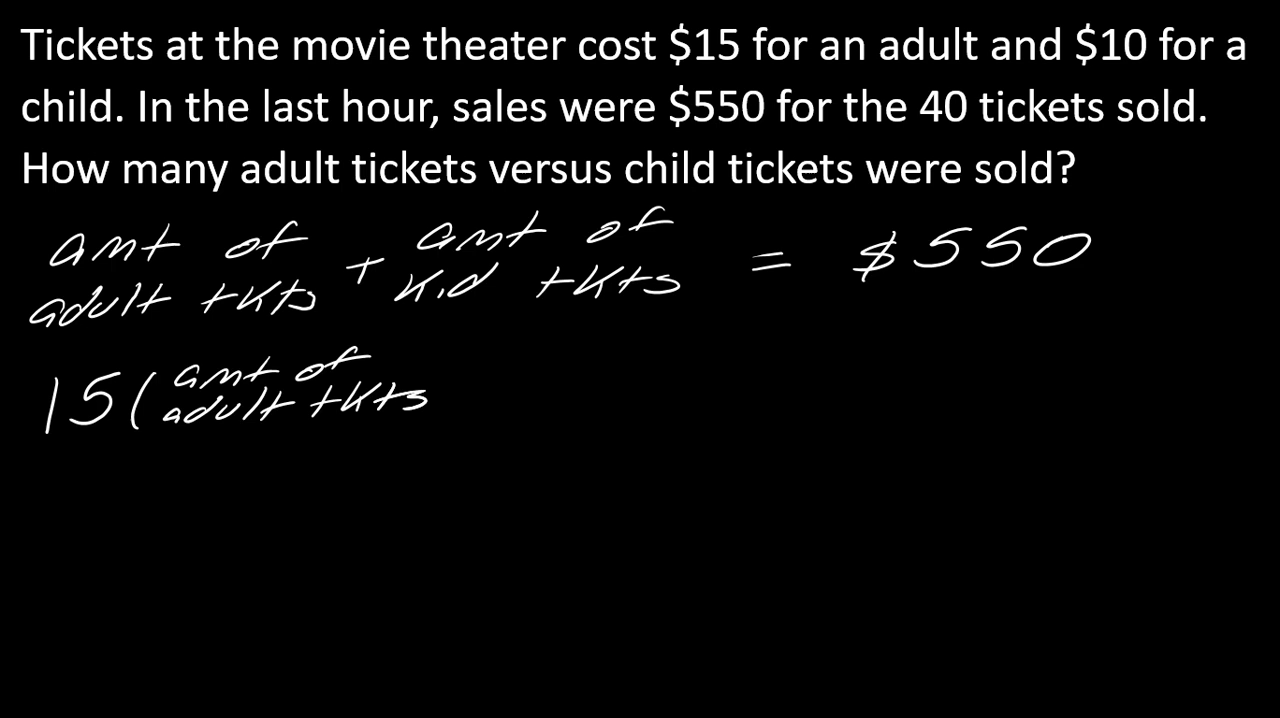 Tickets at the movie theater cost $15 for an adult and $10 for a
child. In the last hour, sales were $550 for the 40 tickets sold.
How many adult tickets versus child tickets were sold?
amt of adult tkts + amt of kid tkts = $550
15(amt of adult tkts